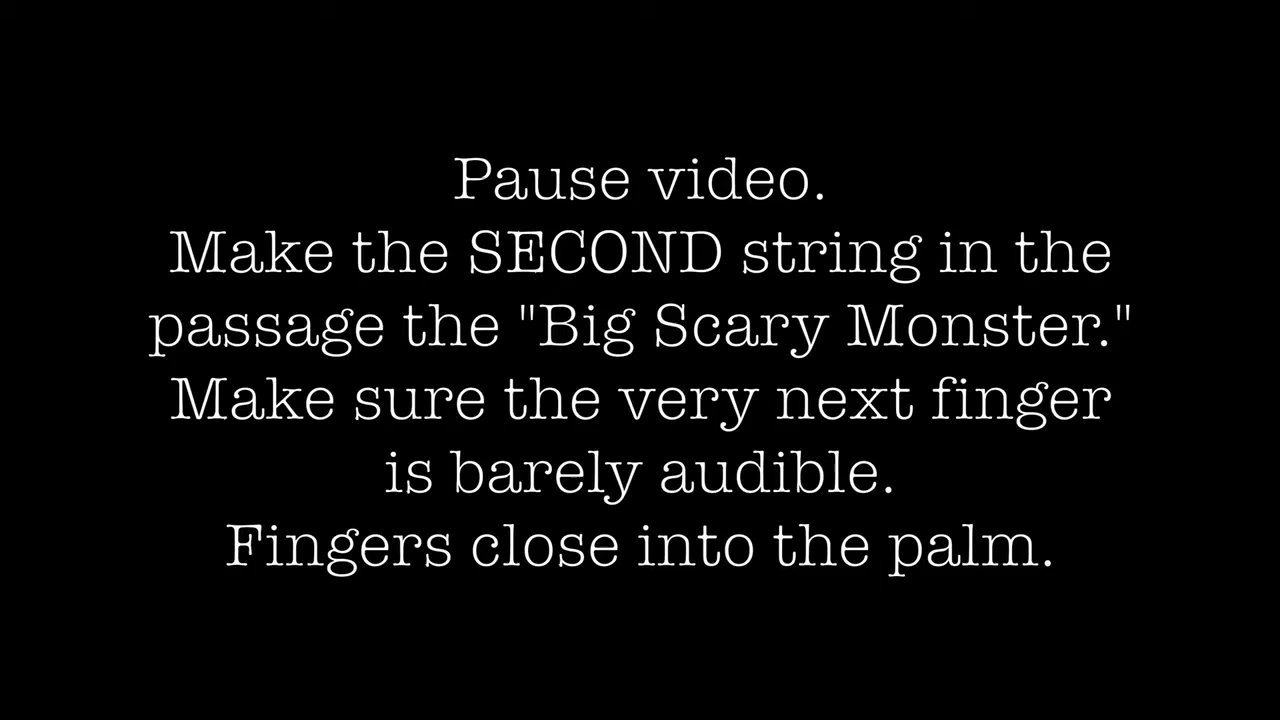 Pause video.
Make the SECOND string in the
passage the "Big Scary Monster."
Make sure the very next finger
is barely audible.
Fingers close into the palm.